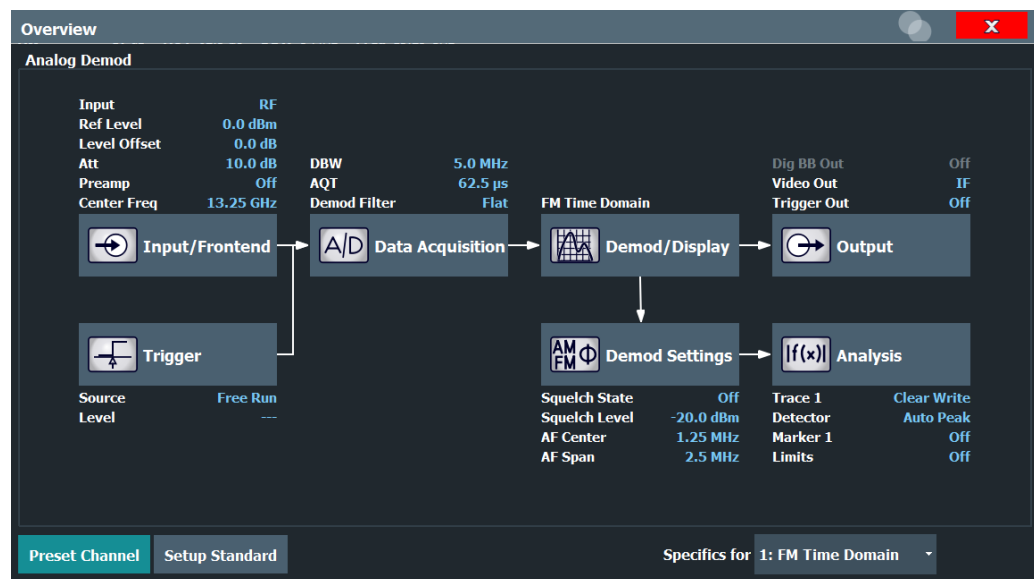 Overview
X
Analog Demod
Input RF
Ref Level 0.0 dBm
Level Offset 0.0 dB
Att 10.0 dB
Preamp Off
Center Freq 13.25 GHz
DBW 5.0 MHz
AQT 62.5 µs
Demod Filter Flat
FM Time Domain
Dig BB Out Off
Video Out IF
Trigger Out Off
Input/Frontend
A/D Data Acquisition
Demod/Display
Output
Trigger
AM FM Φ Demod Settings
|f(x)| Analysis
Source Free Run
Level ---
Squelch State Off
Squelch Level -20.0 dBm
AF Center 1.25 MHz
AF Span 2.5 MHz
Trace 1 Clear Write
Detector Auto Peak
Marker 1 Off
Limits Off
Preset Channel
Setup Standard
Specifics for 1: FM Time Domain